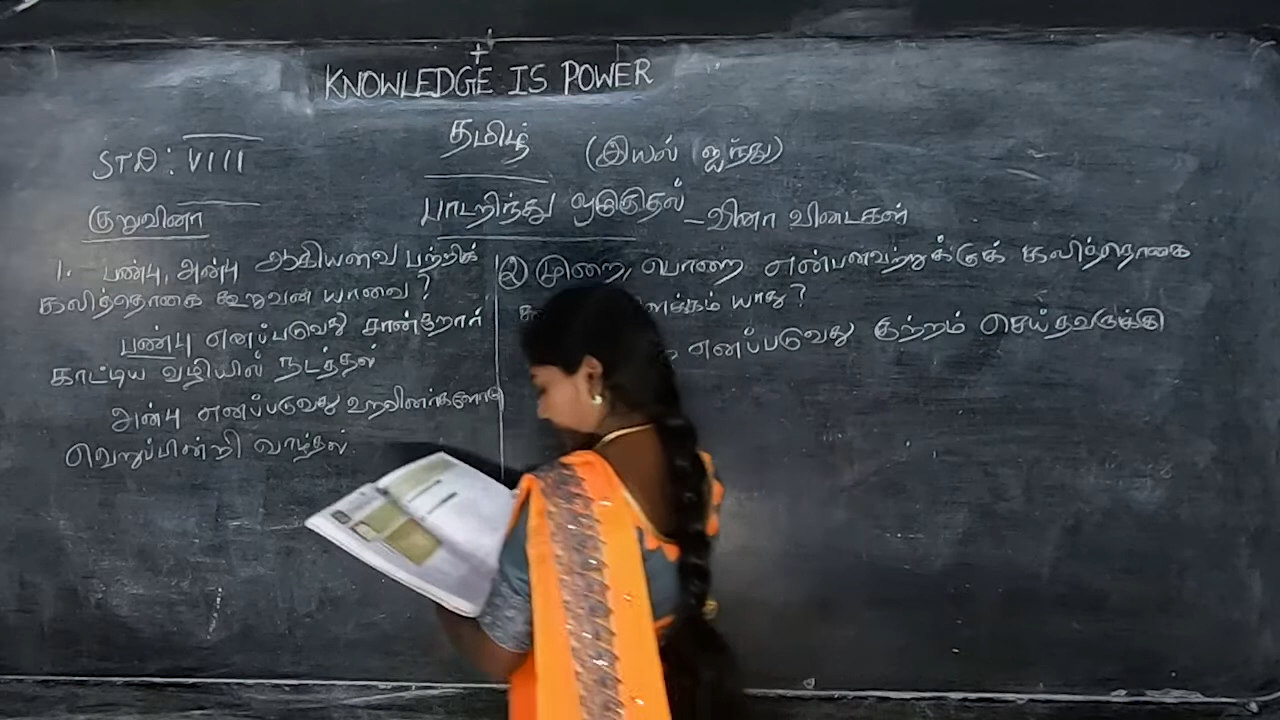 KNOWLEDGE IS POWER
தமிழ் (இயல் ஐந்து)
STD: VIII
பாடறிந்து ஒழுகுதல் - வினா விடைகள்
குறுவினா
1. பண்பு, அன்பு ஆகியவை பற்றிக்
கலித்தொகை கூறுவன யாவை?
பண்பு எனப்படுவது சான்றோர்
காட்டிய வழியில் நடத்தல்
அன்பு எனப்படுவது உறவினர்களோடு
வெறுப்பின்றி வாழ்தல்.
2) முறை, பொறை என்பவற்றுக்குக் கலித்தொகை
யாது?
எனப்படுவது குற்றம் செய்தவருக்கு